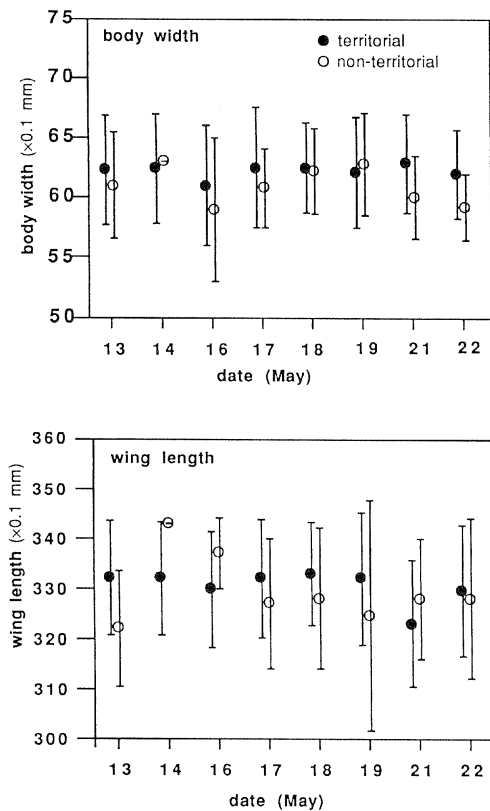 75
body width
territorial
non-territorial
70
65
60
55
50
body width (×0.1 mm)
13 14 16 17 18 19 21 22
date (May)
360
wing length
350
340
330
320
310
300
wing length (×0.1 mm)
13 14 16 17 18 19 21 22
date (May)